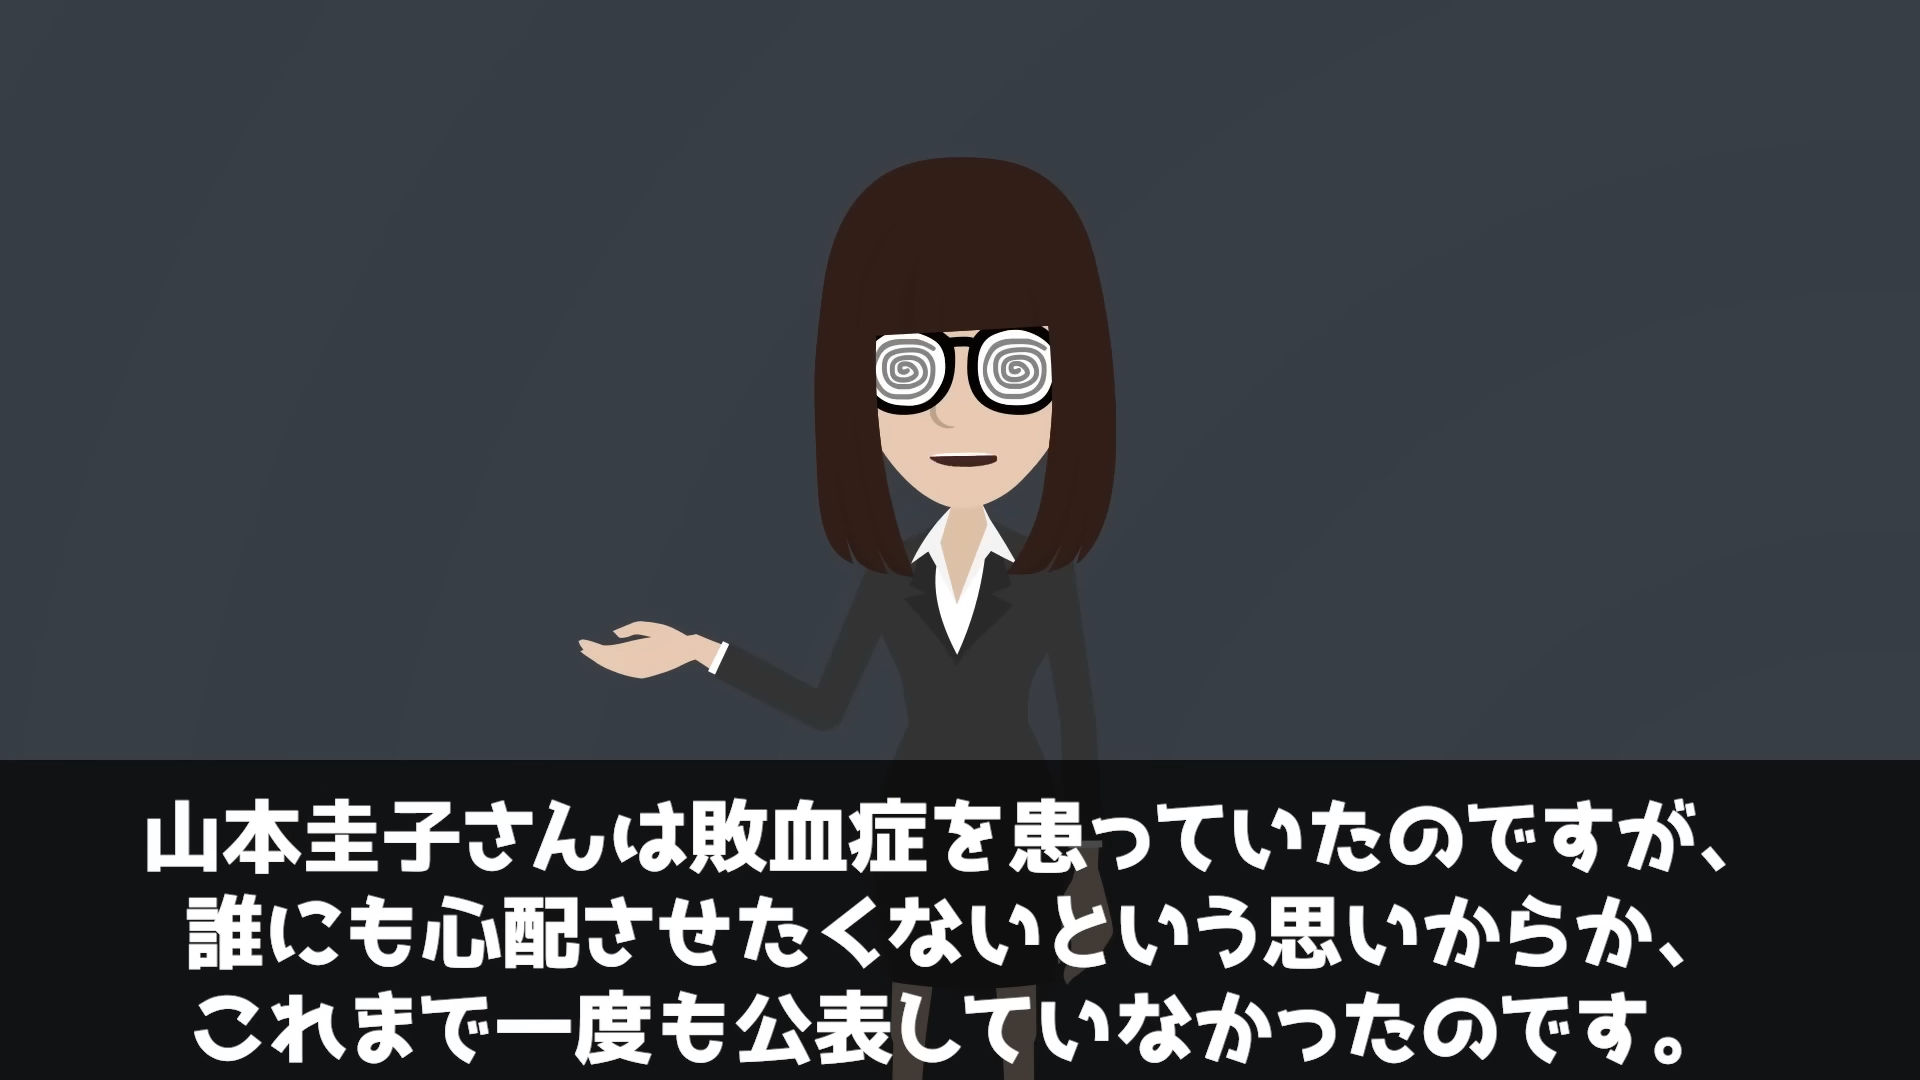 山本圭子さんは敗血症を患っていたのですが、
誰にも心配させたくないという思いからか、
これまで一度も公表していなかったのです。